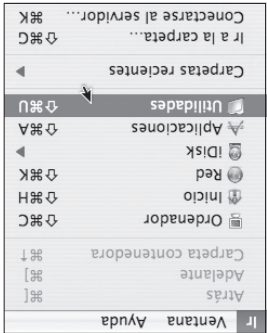 Ir Ventana Ayuda
Atrás ⌘[
Adelante ⌘]
Carpeta contenedora ⌘↑
Ordenador ⇧⌘C
Inicio ⇧⌘H
Red ⇧⌘K
iDisk ▶
Aplicaciones ⇧⌘A
Utilidades ⇧⌘U
Carpetas recientes ▶
Ir a la carpeta... ⇧⌘G
Conectarse al servidor... ⌘K